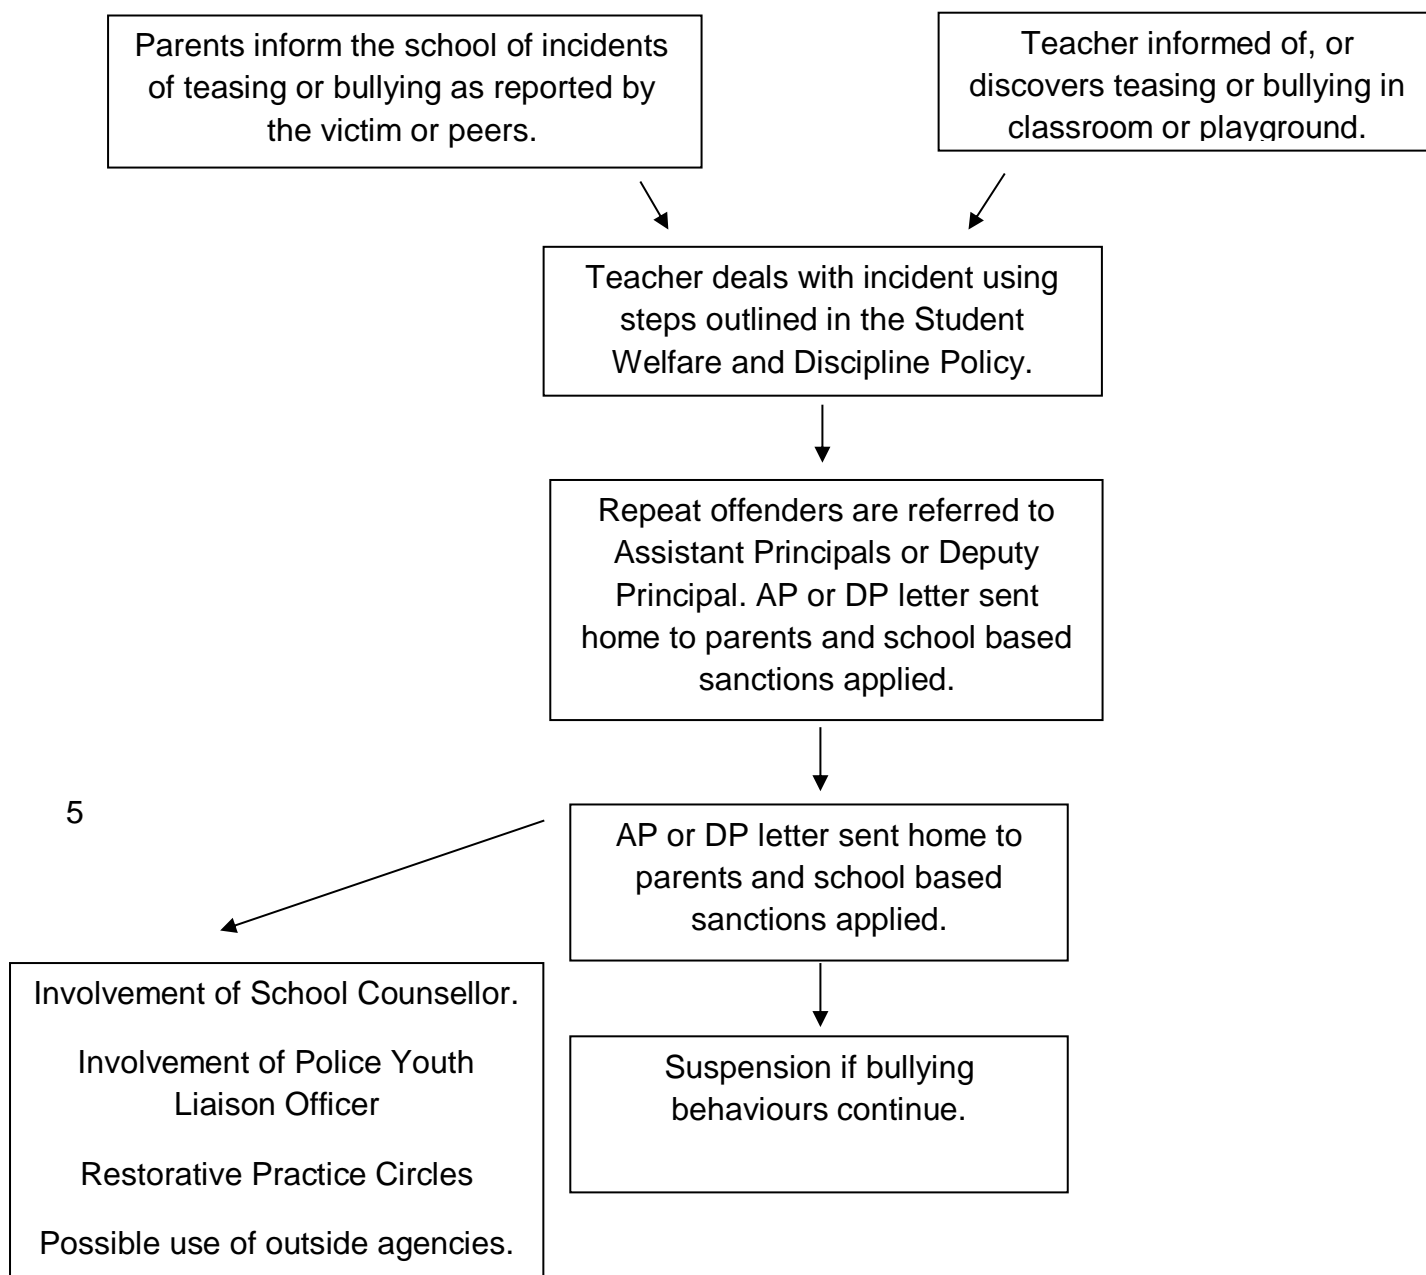 Parents inform the school of incidents
of teasing or bullying as reported by
the victim or peers.
Teacher informed of, or
discovers teasing or bullying in
classroom or playground.
Teacher deals with incident using
steps outlined in the Student
Welfare and Discipline Policy.
Repeat offenders are referred to
Assistant Principals or Deputy
Principal. AP or DP letter sent
home to parents and school based
sanctions applied.
5
AP or DP letter sent home to
parents and school based
sanctions applied.
Involvement of School Counsellor.
Involvement of Police Youth
Liaison Officer
Restorative Practice Circles
Possible use of outside agencies.
Suspension if bullying
behaviours continue.